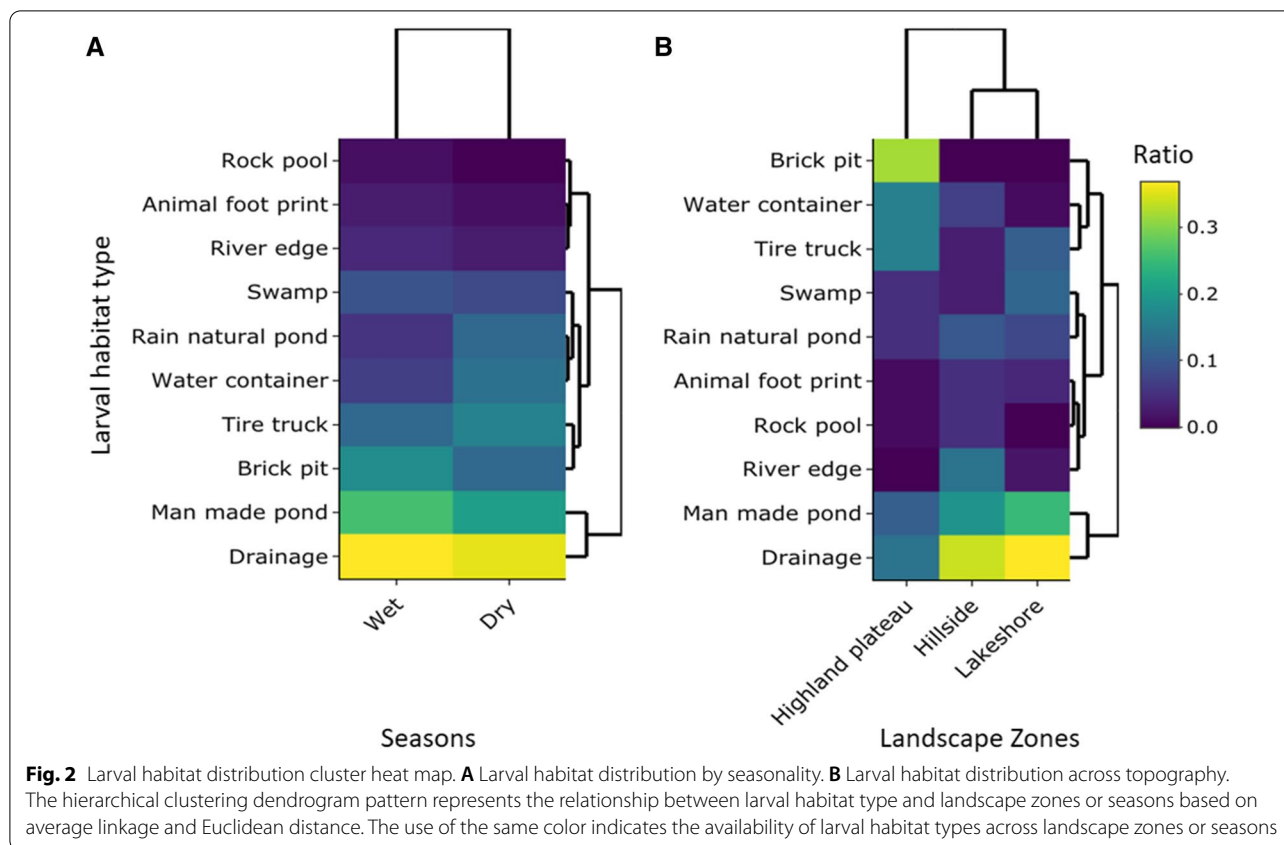 A
B
Larval habitat type
Rock pool
Animal foot print
River edge
Swamp
Rain natural pond
Water container
Tire truck
Brick pit
Man made pond
Drainage
Wet
Dry
Seasons
Brick pit
Water container
Tire truck
Swamp
Rain natural pond
Animal foot print
Rock pool
River edge
Man made pond
Drainage
Highland plateau
Hillside
Lakeshore
Landscape Zones
Ratio
0.3
0.2
0.1
0.0
Fig. 2 Larval habitat distribution cluster heat map. A Larval habitat distribution by seasonality. B Larval habitat distribution across topography.
The hierarchical clustering dendrogram pattern represents the relationship between larval habitat type and landscape zones or seasons based on
average linkage and Euclidean distance. The use of the same color indicates the availability of larval habitat types across landscape zones or seasons